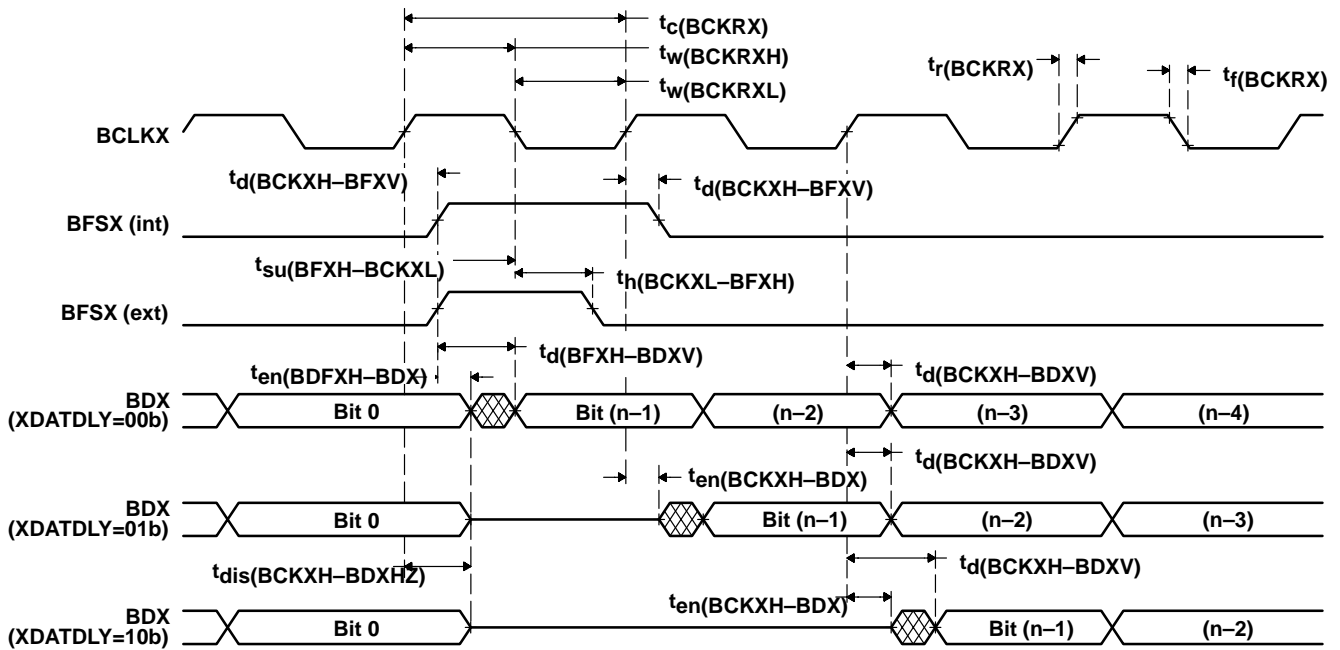 tc(BCKRX)
tw(BCKRXH)
tw(BCKRXL)
tr(BCKRX)
tf(BCKRX)
BCLKX
td(BCKXH–BFXV)
td(BCKXH–BFXV)
BFSX (int)
tsu(BFXH–BCKXL)
th(BCKXL–BFXH)
BFSX (ext)
td(BFXH–BDXV)
ten(BDFXH–BDX)
td(BCKXH–BDXV)
BDX
(XDATDLY=00b)
Bit 0
Bit (n–1)
(n–2)
(n–3)
(n–4)
td(BCKXH–BDXV)
ten(BCKXH–BDX)
BDX
(XDATDLY=01b)
Bit 0
Bit (n–1)
(n–2)
(n–3)
tdis(BCKXH–BDXHZ)
td(BCKXH–BDXV)
ten(BCKXH–BDX)
BDX
(XDATDLY=10b)
Bit 0
Bit (n–1)
(n–2)